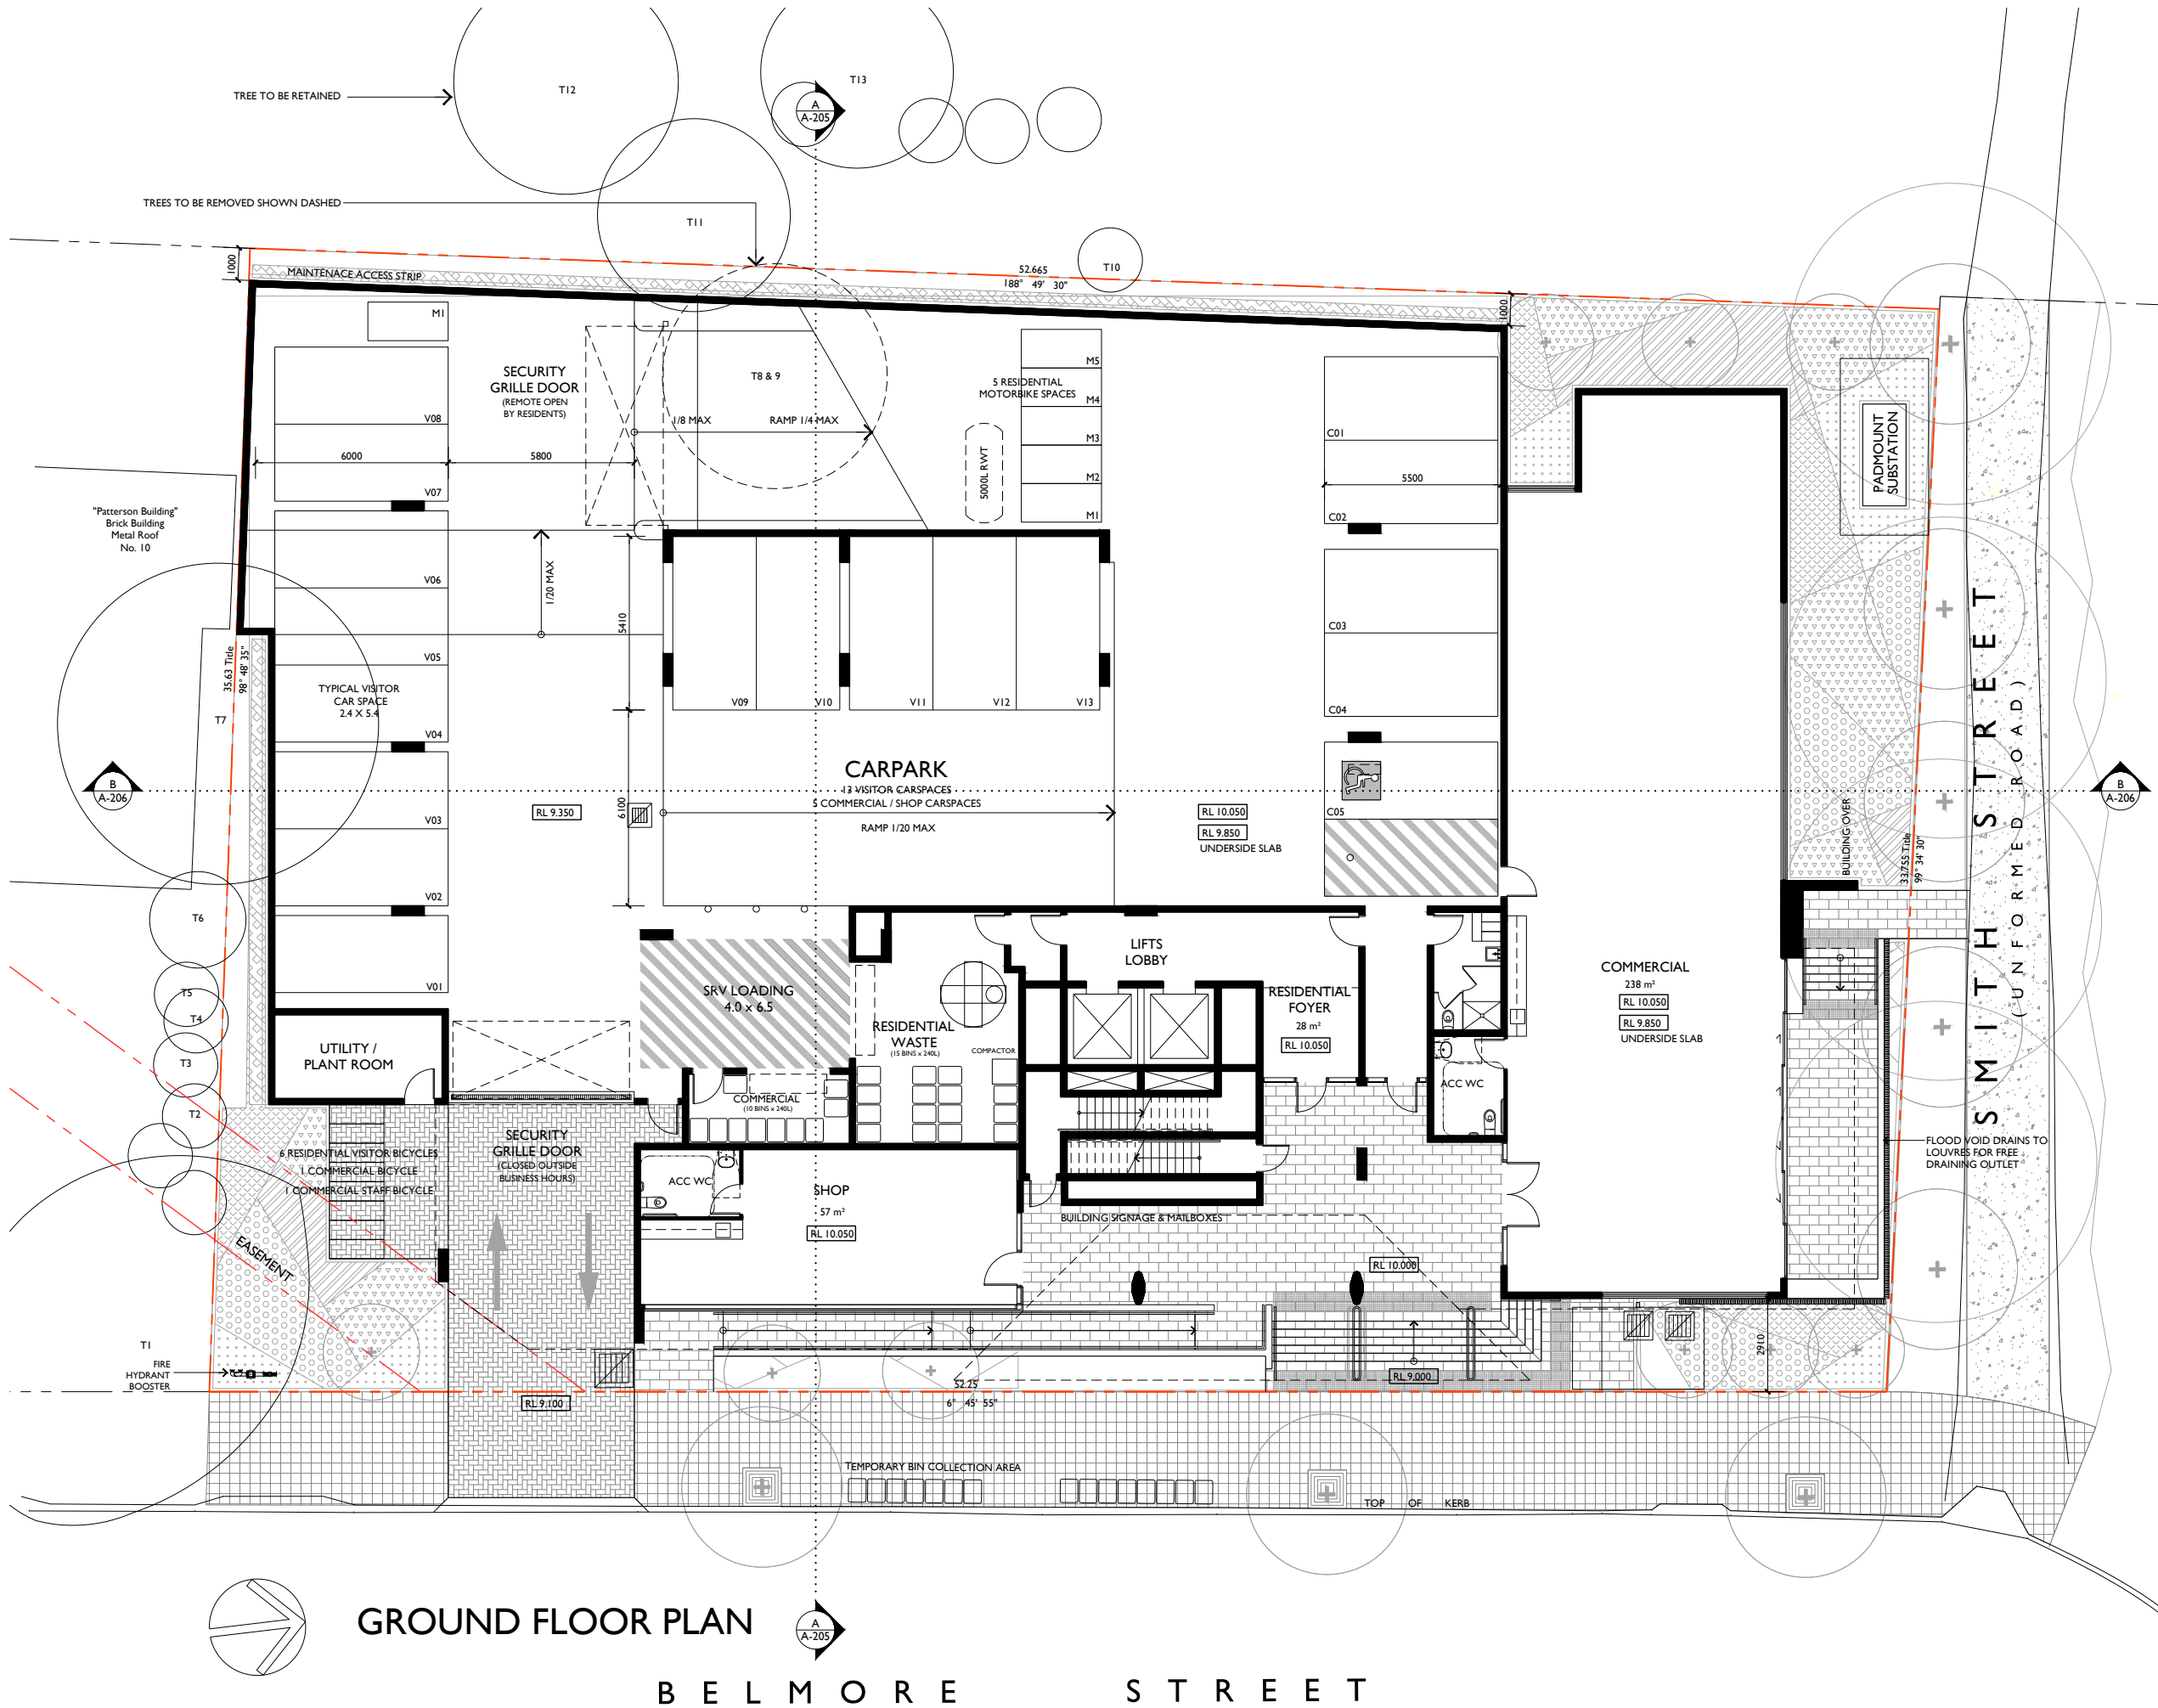 T12
T13
TREE TO BE RETAINED
A
A-205
TREES TO BE REMOVED SHOWN DASHED
T11
T10
1000
MAINTENACE ACCESS STRIP
52.665
188° 49' 30"
1000
M1
SECURITY
GRILLE DOOR
(REMOTE OPEN
BY RESIDENTS)
T8 & 9
5 RESIDENTIAL
MOTORBIKE SPACES
M5
M4
M3
M2
M1
V08
1/8 MAX
RAMP 1/4 MAX
C01
6000
5800
5000L RWT
5500
V07
C02
PADMOUNT
SUBSTATION
"Patterson Building"
Brick Building
Metal Roof
No. 10
V06
1/20 MAX
5410
C03
V05
35.63 Title
98° 48' 35"
TYPICAL VISITOR
CAR SPACE
2.4 X 5.4
T7
V04
V09
V10
V11
V12
V13
C04
SMITH STREET
(UNFORMED ROAD)
CARPARK
13 VISITOR CARSPACES
5 COMMERCIAL / SHOP CARSPACES
RAMP 1/20 MAX
B
A-206
B
A-206
RL 9.350
6100
RL 10.050
RL 9.850
UNDERSIDE SLAB
C05
V03
BUILDING OVER
33.755 Title
99° 34' 30"
V02
T6
LIFTS
LOBBY
COMMERCIAL
238 m²
RL 10.050
RL 9.850
UNDERSIDE SLAB
V01
SRV LOADING
4.0 x 6.5
RESIDENTIAL
FOYER
28 m²
RL 10.050
T5
T4
T3
T2
RESIDENTIAL
WASTE
(15 BINS x 240L)
COMPACTOR
UTILITY /
PLANT ROOM
ACC WC
COMMERCIAL
(10 BINS x 240L)
SECURITY
GRILLE DOOR
(CLOSED OUTSIDE
BUSINESS HOURS)
6 RESIDENTIAL VISITOR BICYCLES
1 COMMERCIAL BICYCLE
1 COMMERCIAL STAFF BICYCLE
FLOOD VOID DRAINS TO
LOUVRES FOR FREE
DRAINING OUTLET
ACC WC
SHOP
57 m²
RL 10.050
BUILDING SIGNAGE & MAILBOXES
EASEMENT
RL 10.000
T1
FIRE
HYDRANT
BOOSTER
2910
RL 9.000
52.25
6° 45' 55"
RL 9.100
TEMPORARY BIN COLLECTION AREA
TOP OF KERB
GROUND FLOOR PLAN
A
A-205
BELMORE STREET